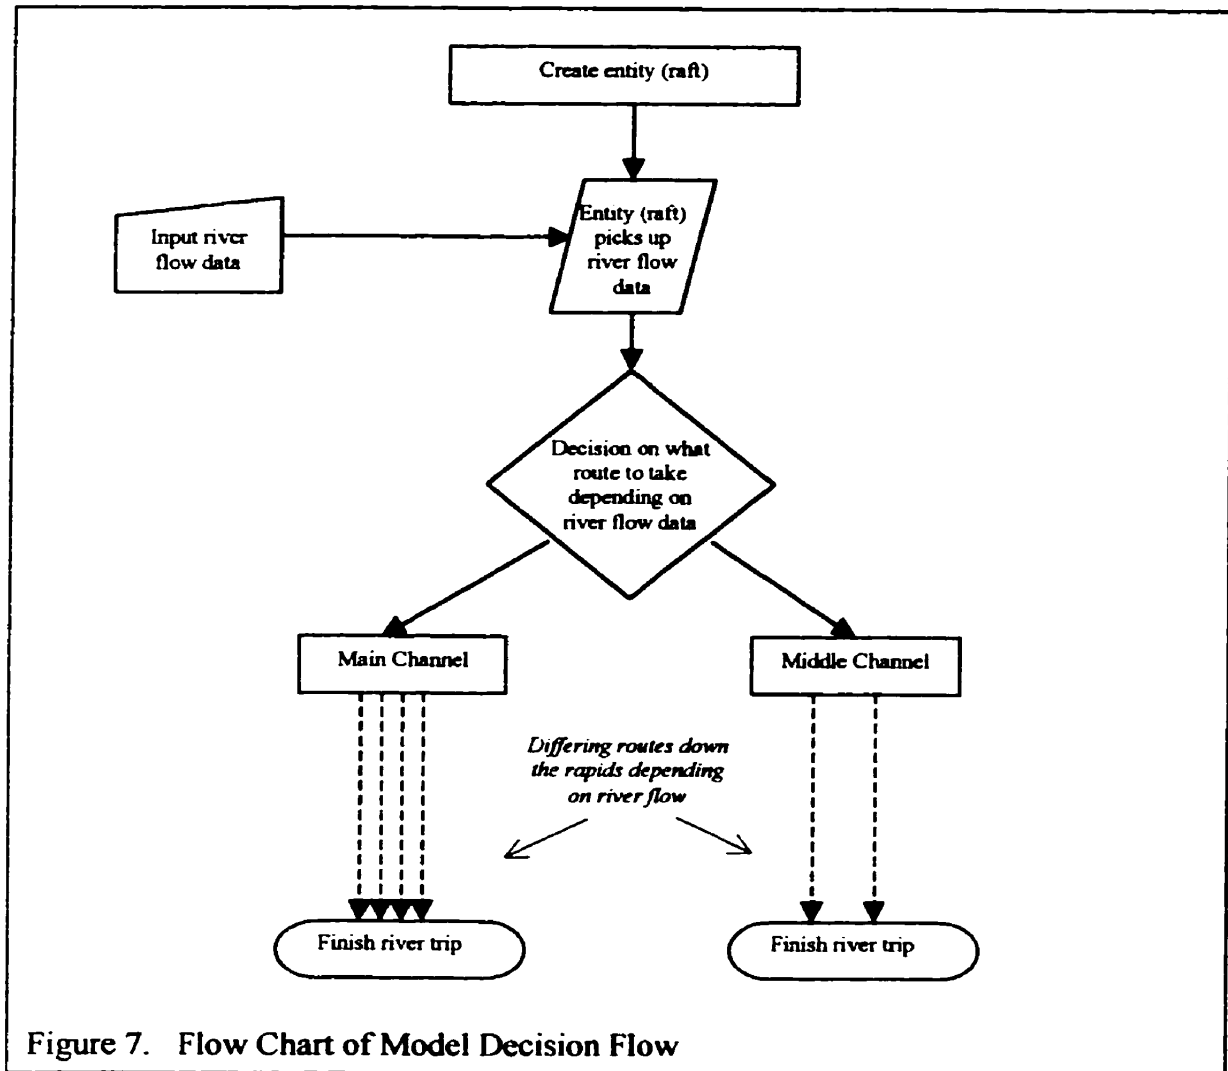 Create entity (raft)
Entity (raft)
picks up
river flow
data
Input river
flow data
Decision on what
route to take
depending on
river flow data
Main Channel
Middle Channel
Differing routes down
the rapids depending
on river flow
Finish river trip
Finish river trip
Figure 7. Flow Chart of Model Decision Flow